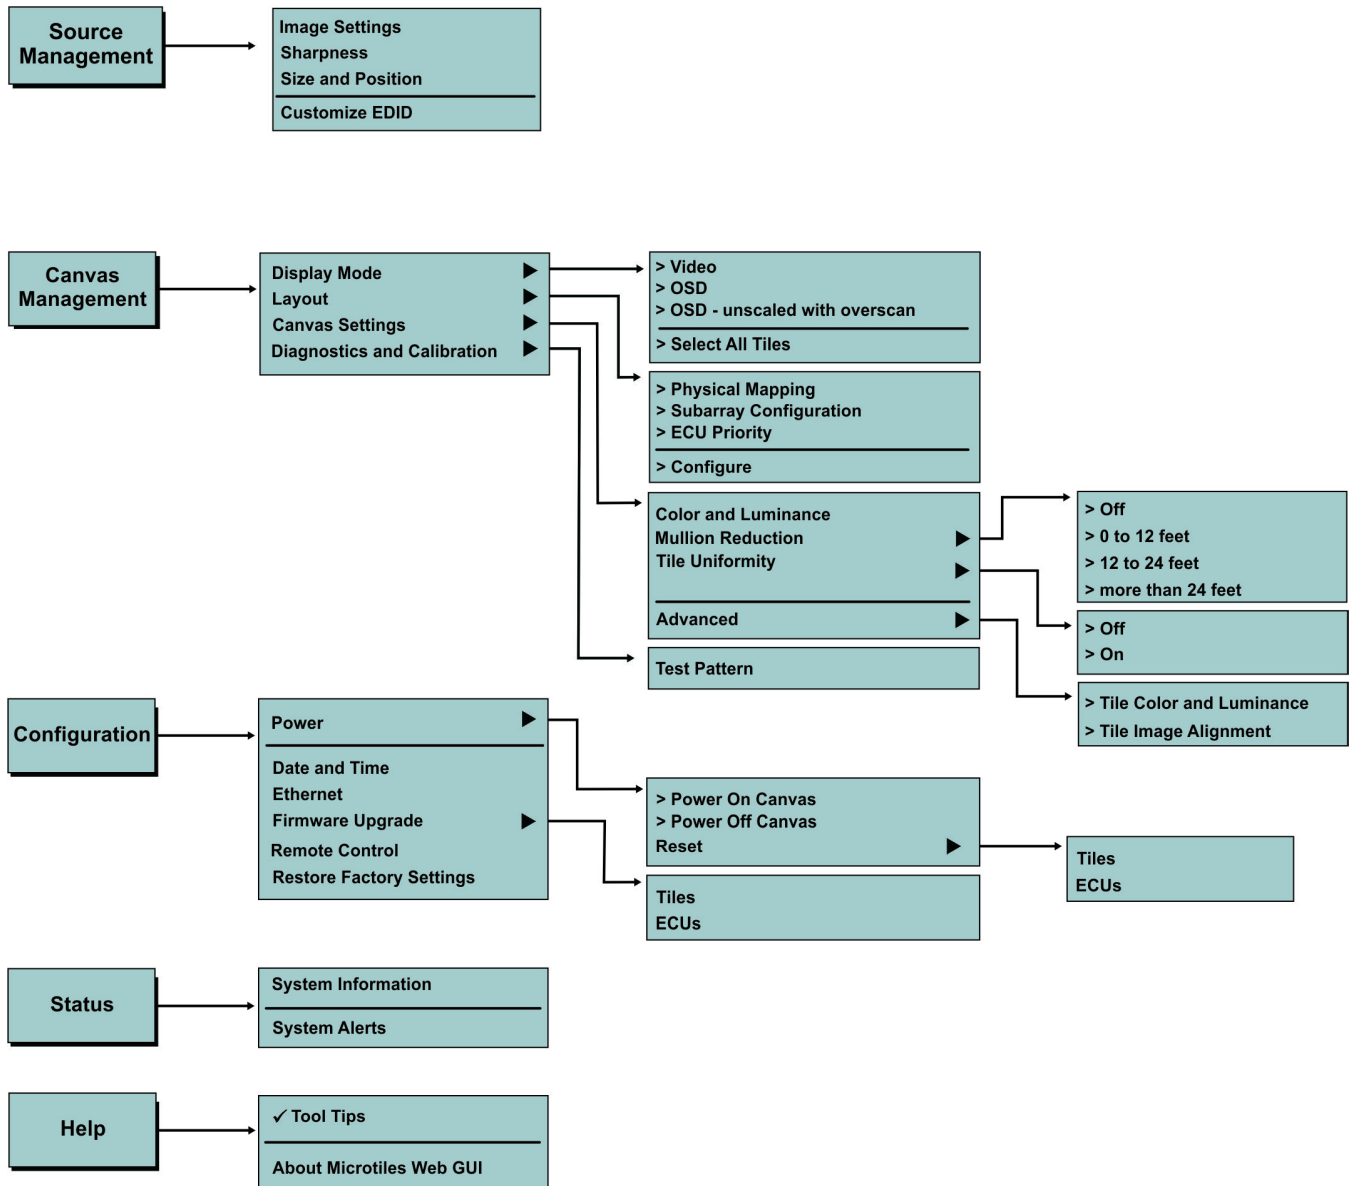 Source
Management
Image Settings
Sharpness
Size and Position
Customize EDID
Canvas
Management
Display Mode
Layout
Canvas Settings
Diagnostics and Calibration
> Video
> OSD
> OSD - unscaled with overscan
> Select All Tiles
> Physical Mapping
> Subarray Configuration
> ECU Priority
> Configure
Color and Luminance
Mullion Reduction
Tile Uniformity
Advanced
> Off
> 0 to 12 feet
> 12 to 24 feet
> more than 24 feet
> Off
> On
> Tile Color and Luminance
> Tile Image Alignment
Test Pattern
Configuration
Power
Date and Time
Ethernet
Firmware Upgrade
Remote Control
Restore Factory Settings
> Power On Canvas
> Power Off Canvas
Reset
Tiles
ECUs
Tiles
ECUs
Status
System Information
System Alerts
Help
✓ Tool Tips
About Microtiles Web GUI